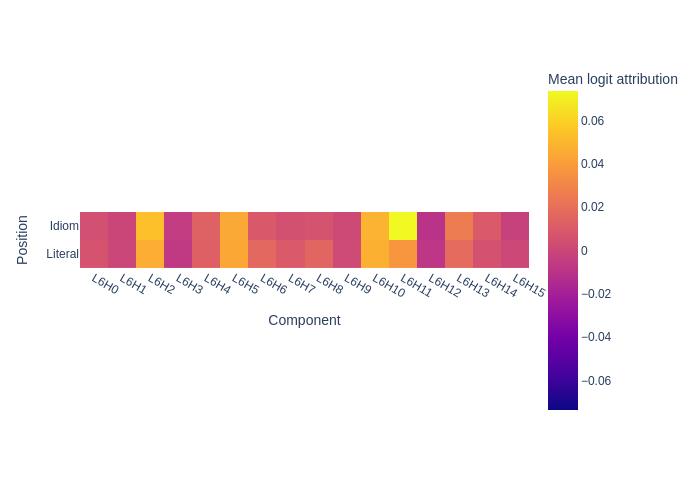 Mean logit attribution
0.06
0.04
0.02
0
−0.02
−0.04
−0.06
Position
Idiom
Literal
L6H0
L6H1
L6H2
L6H3
L6H4
L6H5
L6H6
L6H7
L6H8
L6H9
L6H10
L6H11
L6H12
L6H13
L6H14
L6H15
Component